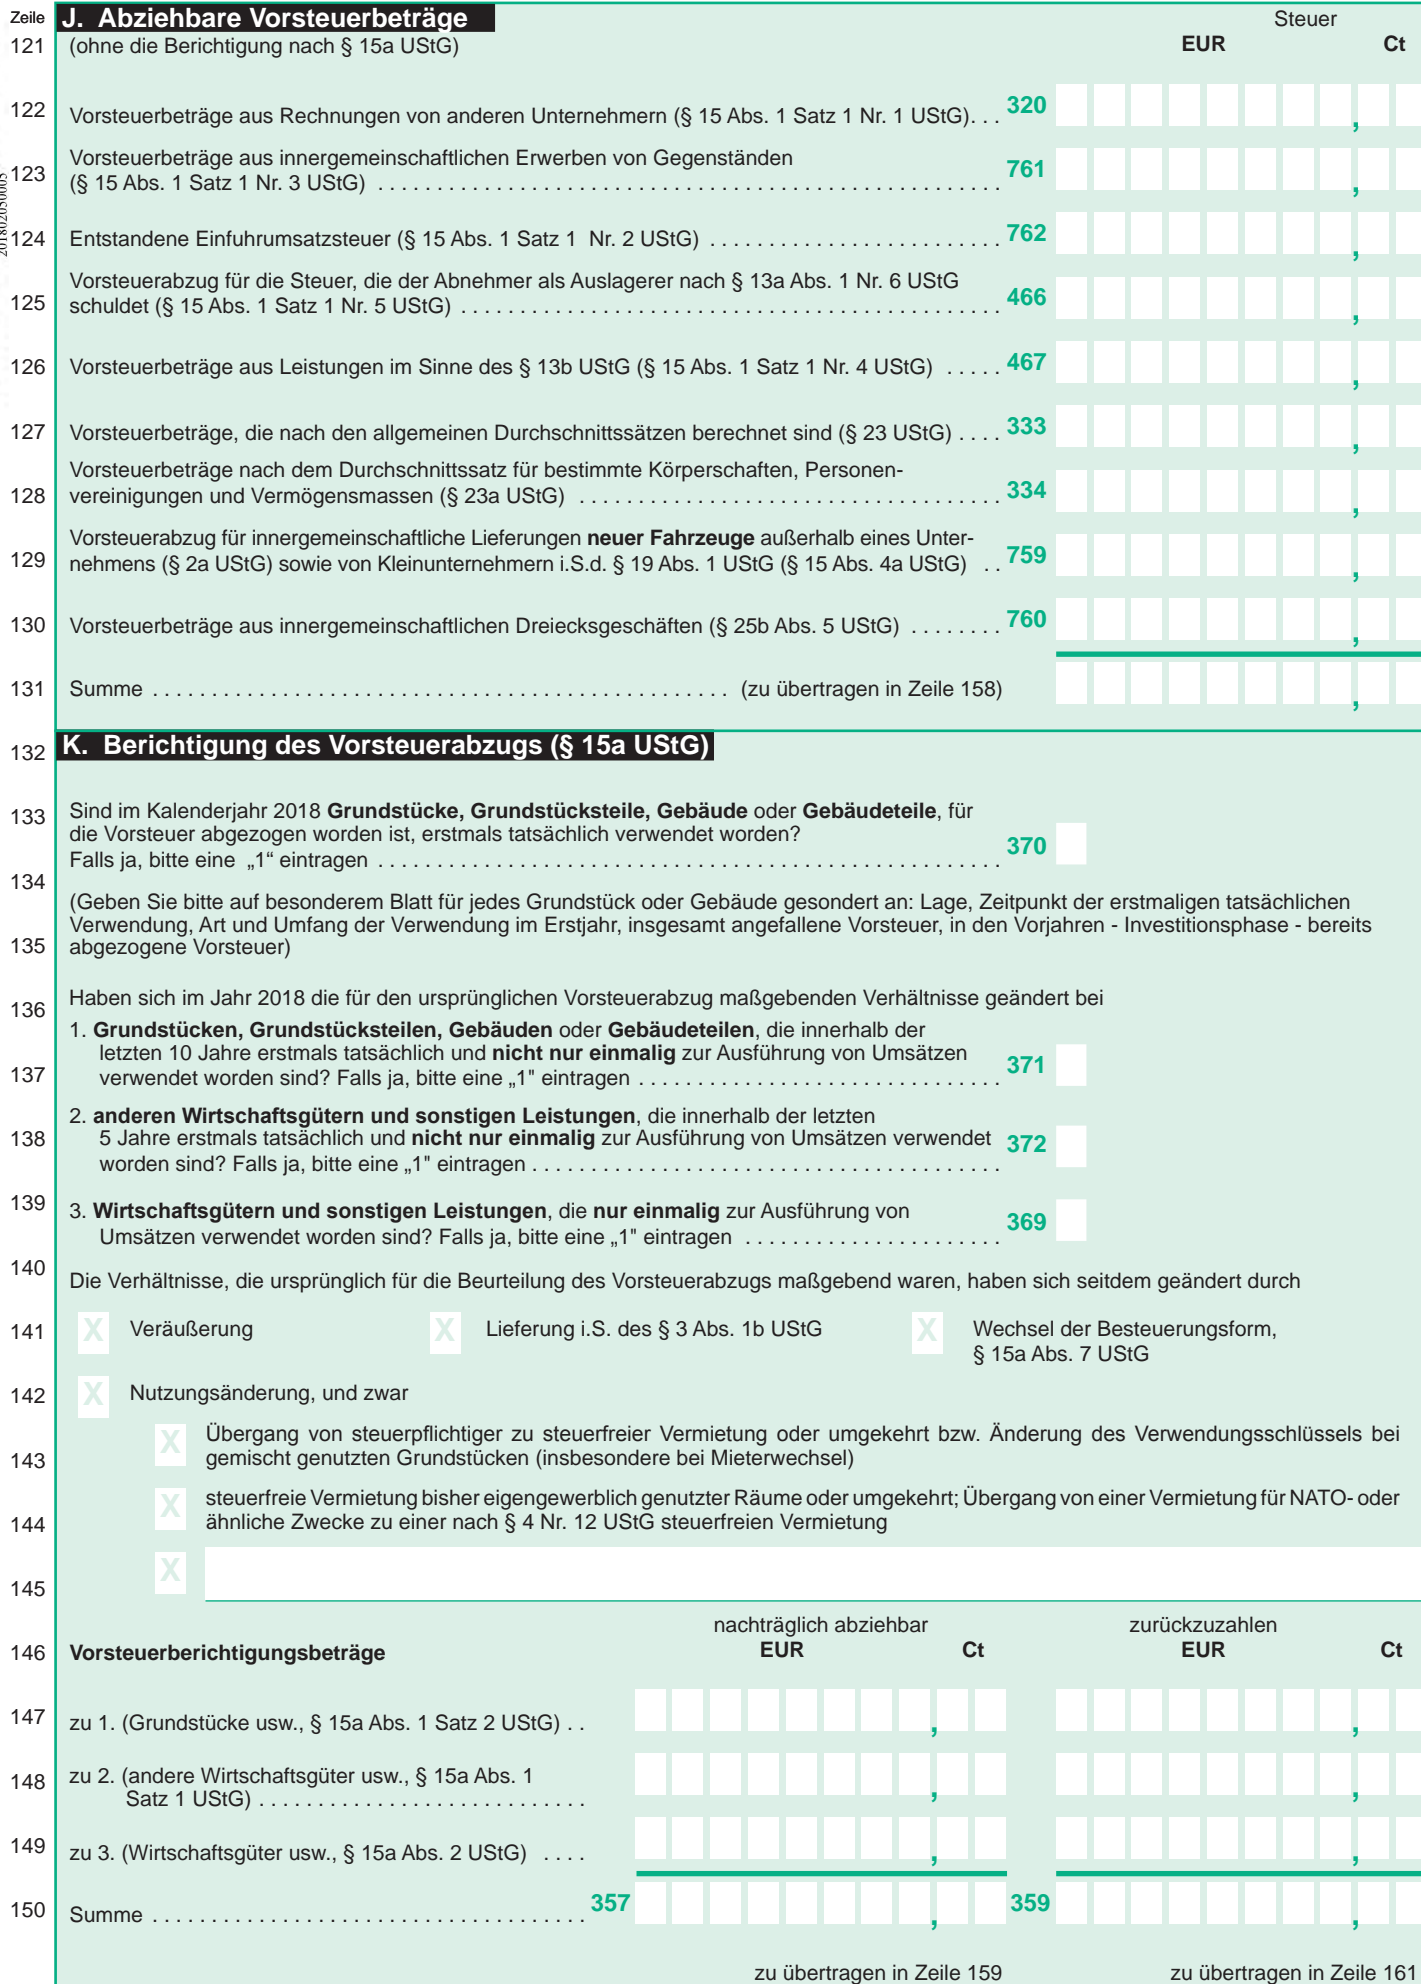 Zeile J. Abziehbare Vorsteuerbeträge Steuer
121 (ohne die Berichtigung nach § 15a UStG) EUR Ct
122 Vorsteuerbeträge aus Rechnungen von anderen Unternehmern (§ 15 Abs. 1 Satz 1 Nr. 1 UStG). . . 320 ,
Vorsteuerbeträge aus innergemeinschaftlichen Erwerben von Gegenständen
123 (§ 15 Abs. 1 Satz 1 Nr. 3 UStG) . . . . . . . . . . . . . . . . . . . . 761 ,
124 Entstandene Einfuhrumsatzsteuer (§ 15 Abs. 1 Satz 1 Nr. 2 UStG) . . . . . . . . . . . . . . . . . . . . 762 ,
Vorsteuerabzug für die Steuer, die der Abnehmer als Auslagerer nach § 13a Abs. 1 Nr. 6 UStG
125 schuldet (§ 15 Abs. 1 Satz 1 Nr. 5 UStG) . . . . . . . . . . . . . . . . . . . . 466 ,
126 Vorsteuerbeträge aus Leistungen im Sinne des § 13b UStG (§ 15 Abs. 1 Satz 1 Nr. 4 UStG) . . . . . 467 ,
127 Vorsteuerbeträge, die nach den allgemeinen Durchschnittssätzen berechnet sind (§ 23 UStG) . . . . 333 ,
Vorsteuerbeträge nach dem Durchschnittssatz für bestimmte Körperschaften, Personen-
128 vereinigungen und Vermögensmassen (§ 23a UStG) . . . . . . . . . . . . . . . . . . . . 334 ,
Vorsteuerabzug für innergemeinschaftliche Lieferungen neuer Fahrzeuge außerhalb eines Unter-
129 nehmens (§ 2a UStG) sowie von Kleinunternehmern i.S.d. § 19 Abs. 1 UStG (§ 15 Abs. 4a UStG) . . 759 ,
130 Vorsteuerbeträge aus innergemeinschaftlichen Dreiecksgeschäften (§ 25b Abs. 5 UStG) . . . . . . . . 760 ,
131 Summe . . . . . . . . . . . . . . . . . . . . (zu übertragen in Zeile 158) ,
132 K. Berichtigung des Vorsteuerabzugs (§ 15a UStG)
133 Sind im Kalenderjahr 2018 Grundstücke, Grundstücksteile, Gebäude oder Gebäudeteile, für
die Vorsteuer abgezogen worden ist, erstmals tatsächlich verwendet worden?
Falls ja, bitte eine „1“ eintragen . . . . . . . . . . . . . . . . . . . . 370
134
(Geben Sie bitte auf besonderem Blatt für jedes Grundstück oder Gebäude gesondert an: Lage, Zeitpunkt der erstmaligen tatsächlichen
Verwendung, Art und Umfang der Verwendung im Erstjahr, insgesamt angefallene Vorsteuer, in den Vorjahren - Investitionsphase - bereits
135 abgezogene Vorsteuer)
136 Haben sich im Jahr 2018 die für den ursprünglichen Vorsteuerabzug maßgebenden Verhältnisse geändert bei
1. Grundstücken, Grundstücksteilen, Gebäuden oder Gebäudeteilen, die innerhalb der
letzten 10 Jahre erstmals tatsächlich und nicht nur einmalig zur Ausführung von Umsätzen 371
137 verwendet worden sind? Falls ja, bitte eine „1" eintragen . . . . . . . . . . . . . . . . . . . .
2. anderen Wirtschaftsgütern und sonstigen Leistungen, die innerhalb der letzten
138 5 Jahre erstmals tatsächlich und nicht nur einmalig zur Ausführung von Umsätzen verwendet 372
worden sind? Falls ja, bitte eine „1" eintragen . . . . . . . . . . . . . . . . . . . .
139 3. Wirtschaftsgütern und sonstigen Leistungen, die nur einmalig zur Ausführung von
Umsätzen verwendet worden sind? Falls ja, bitte eine „1" eintragen . . . . . . . . . . . . . . . . . . . . 369
140 Die Verhältnisse, die ursprünglich für die Beurteilung des Vorsteuerabzugs maßgebend waren, haben sich seitdem geändert durch
141 X Veräußerung X Lieferung i.S. des § 3 Abs. 1b UStG X Wechsel der Besteuerungsform,
§ 15a Abs. 7 UStG
142 X Nutzungsänderung, und zwar
X Übergang von steuerpflichtiger zu steuerfreier Vermietung oder umgekehrt bzw. Änderung des Verwendungsschlüssels bei
143 gemischt genutzten Grundstücken (insbesondere bei Mieterwechsel)
X steuerfreie Vermietung bisher eigengewerblich genutzter Räume oder umgekehrt; Übergang von einer Vermietung für NATO- oder
144 ähnliche Zwecke zu einer nach § 4 Nr. 12 UStG steuerfreien Vermietung
145 X
nachträglich abziehbar zurückzuzahlen
146 Vorsteuerberichtigungsbeträge EUR Ct EUR Ct
147 zu 1. (Grundstücke usw., § 15a Abs. 1 Satz 2 UStG) . . , ,
148 zu 2. (andere Wirtschaftsgüter usw., § 15a Abs. 1
Satz 1 UStG) . . . . . . . . . . . . . . . . . . . . , ,
149 zu 3. (Wirtschaftsgüter usw., § 15a Abs. 2 UStG) . . . . , ,
150 Summe . . . . . . . . . . . . . . . . . . . . 357 , 359 ,
zu übertragen in Zeile 159 zu übertragen in Zeile 161